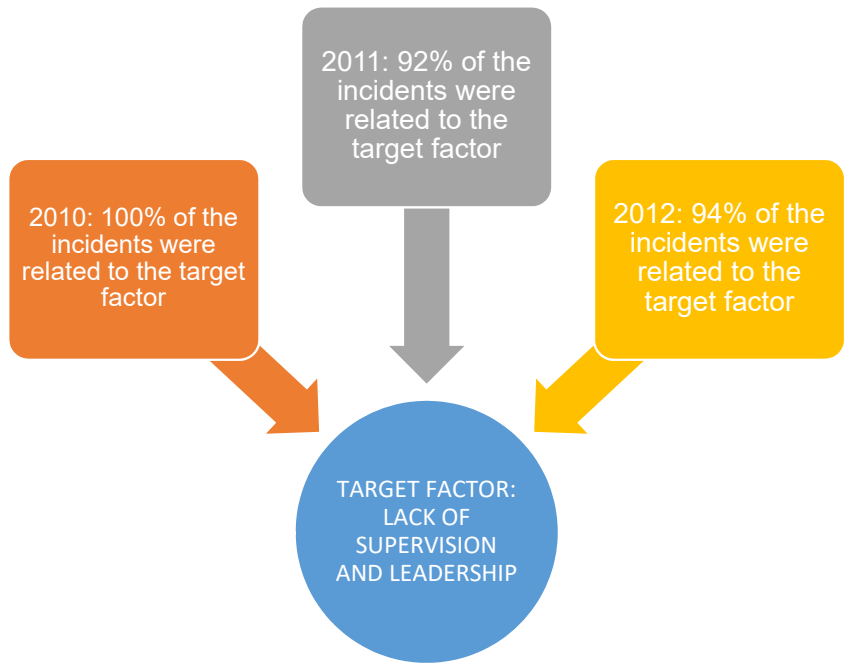 2010: 100% of the
incidents were
related to the target
factor
2011: 92% of the
incidents were
related to the
target factor
2012: 94% of the
incidents were
related to the
target factor
TARGET FACTOR:
LACK OF
SUPERVISION
AND LEADERSHIP